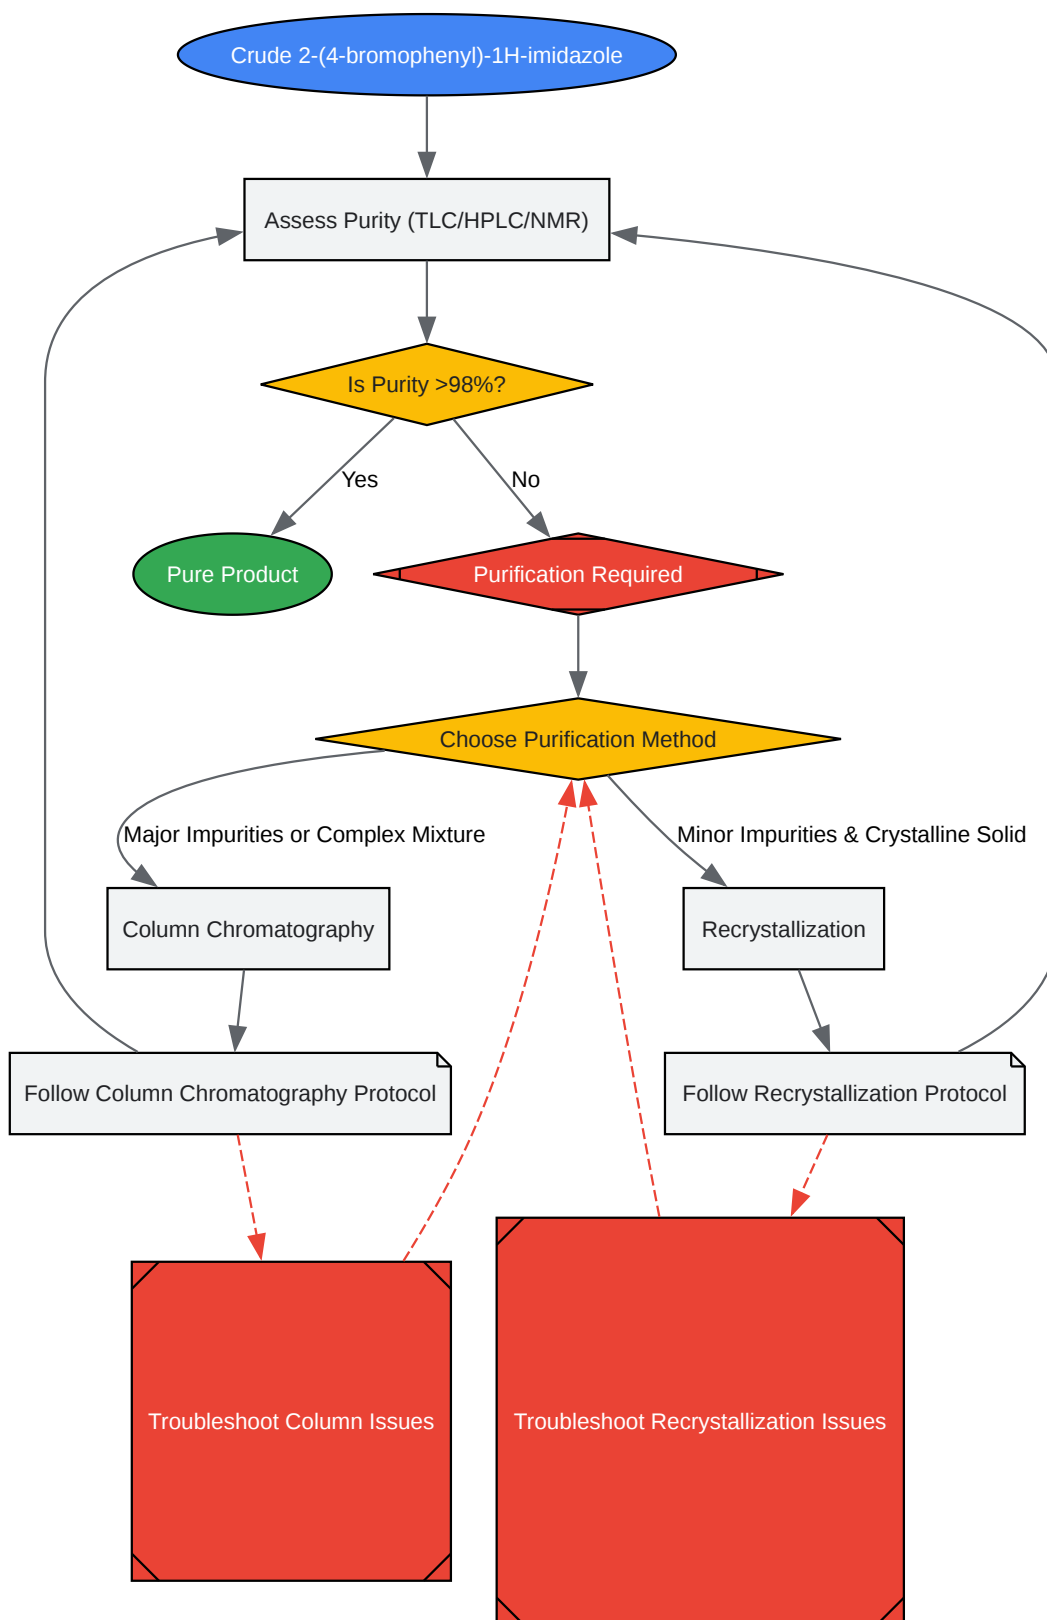 Crude 2-(4-bromophenyl)-1H-imidazole
Assess Purity (TLC/HPLC/NMR)
Is Purity >98%?
Yes
No
Pure Product
Purification Required
Choose Purification Method
Major Impurities or Complex Mixture
Minor Impurities & Crystalline Solid
Column Chromatography
Recrystallization
Follow Column Chromatography Protocol
Follow Recrystallization Protocol
Troubleshoot Column Issues
Troubleshoot Recrystallization Issues